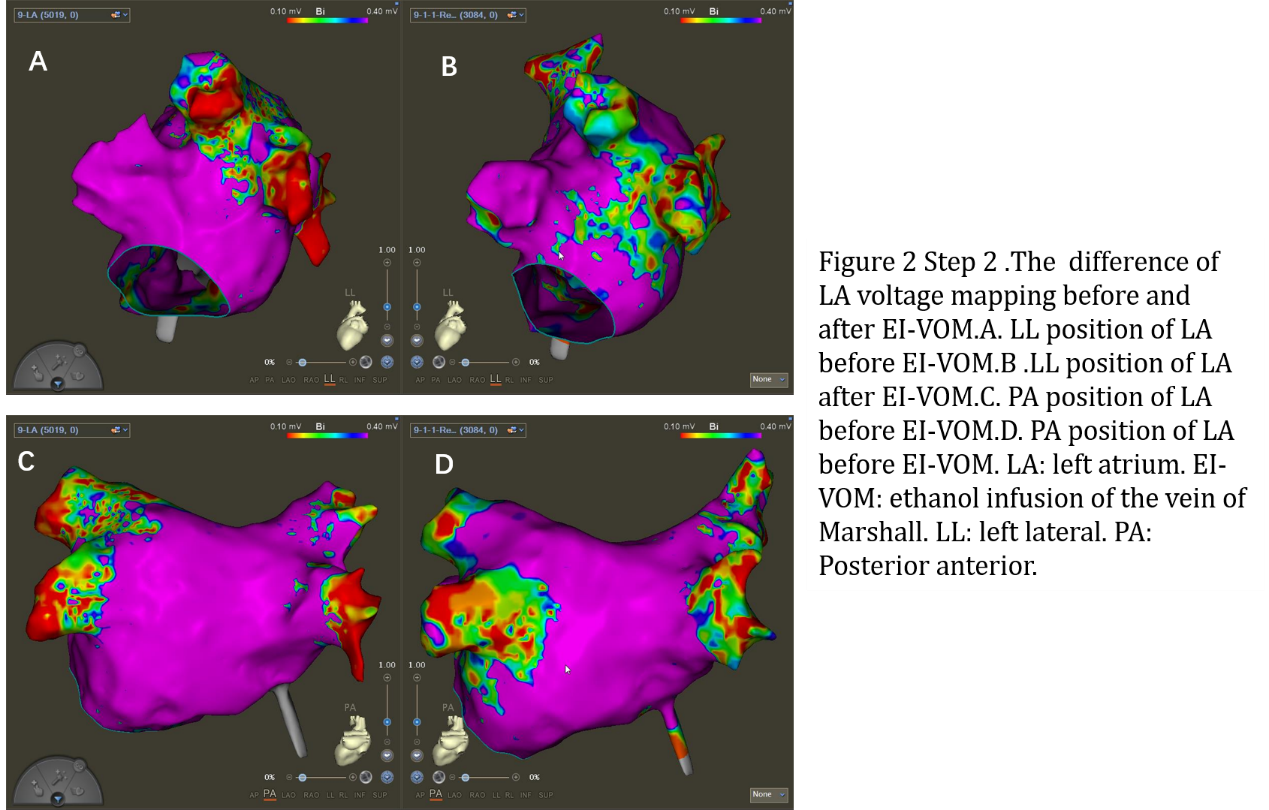 9-LA (5019, 0)
0.10 mV Bi 0.40 mV
A
LL
1.00
0%
AP PA LAO RAO LL RL INF SUP
9-1-1-Re.. (3084, 0)
0.10 mV Bi 0.40 mV
B
1.00
LL
0%
AP PA LAO RAO LL RL INF SUP
None
9-LA (5019, 0)
0.10 mV Bi 0.40 mV
C
PA
1.00
0%
AP PA LAO RAO LL RL INF SUP
9-1-1-Re.. (3084, 0)
0.10 mV Bi 0.40 mV
D
1.00
PA
0%
AP PA LAO RAO LL RL INF SUP
None
Figure 2 Step 2 .The difference of
LA voltage mapping before and
after EI-VOM.A. LL position of LA
before EI-VOM.B .LL position of LA
after EI-VOM.C. PA position of LA
before EI-VOM.D. PA position of LA
before EI-VOM. LA: left atrium. EI-
VOM: ethanol infusion of the vein of
Marshall. LL: left lateral. PA:
Posterior anterior.